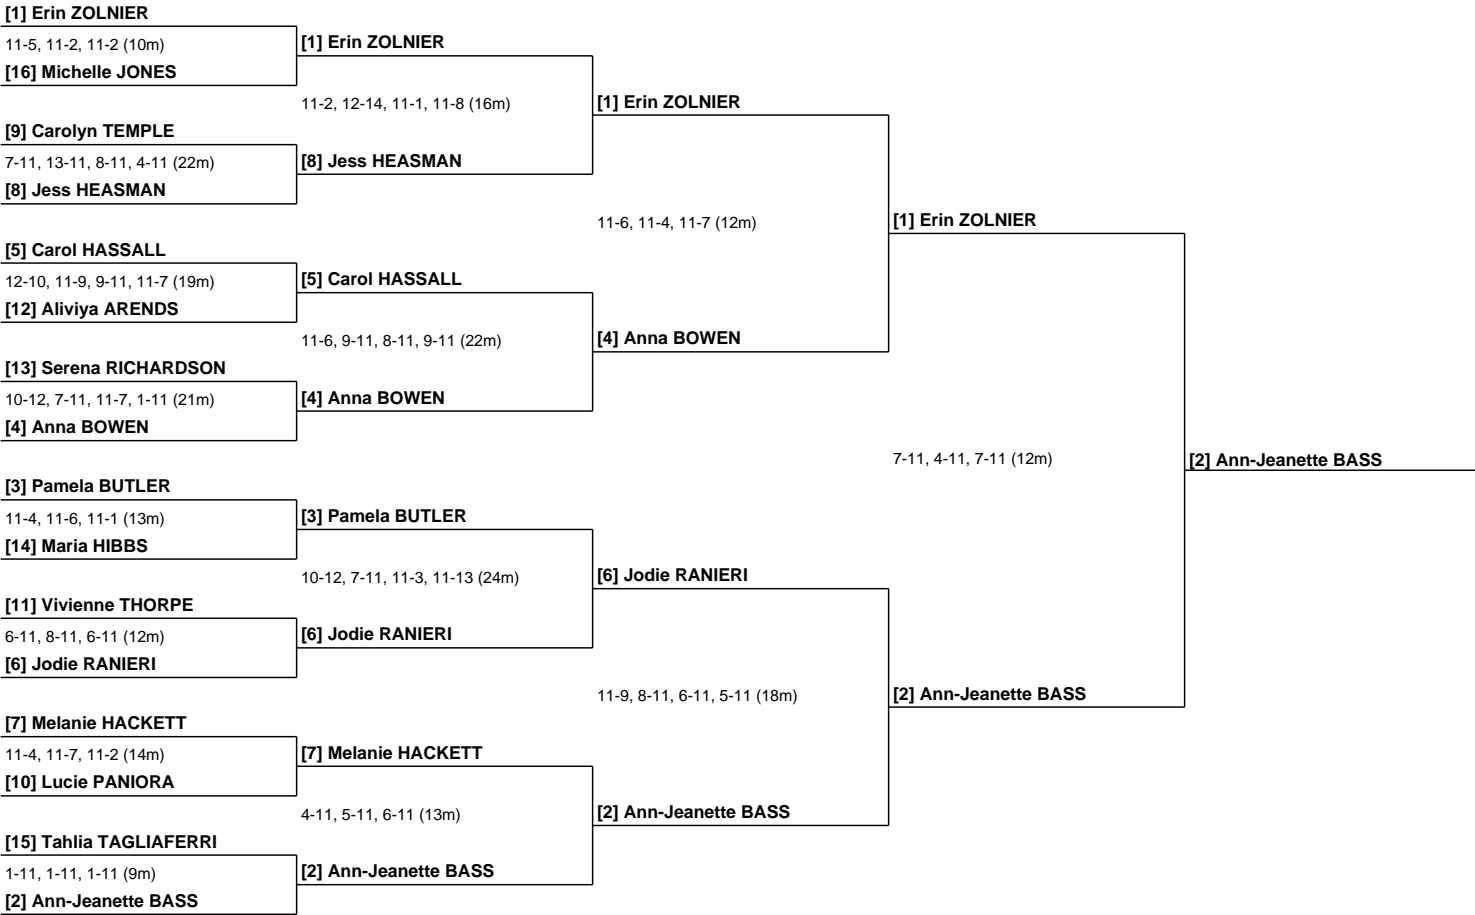 [1] Erin ZOLNIER
11-5, 11-2, 11-2 (10m)
[16] Michelle JONES
[9] Carolyn TEMPLE
7-11, 13-11, 8-11, 4-11 (22m)
[8] Jess HEASMAN
[5] Carol HASSALL
12-10, 11-9, 9-11, 11-7 (19m)
[12] Aliviya ARENDS
[13] Serena RICHARDSON
10-12, 7-11, 11-7, 1-11 (21m)
[4] Anna BOWEN
[3] Pamela BUTLER
11-4, 11-6, 11-1 (13m)
[14] Maria HIBBS
[11] Vivienne THORPE
6-11, 8-11, 6-11 (12m)
[6] Jodie RANIERI
[7] Melanie HACKETT
11-4, 11-7, 11-2 (14m)
[10] Lucie PANIORA
[15] Tahlia TAGLIAFERRI
1-11, 1-11, 1-11 (9m)
[2] Ann-Jeanette BASS
[1] Erin ZOLNIER
11-2, 12-14, 11-1, 11-8 (16m)
[8] Jess HEASMAN
[5] Carol HASSALL
11-6, 9-11, 8-11, 9-11 (22m)
[4] Anna BOWEN
[3] Pamela BUTLER
10-12, 7-11, 11-3, 11-13 (24m)
[6] Jodie RANIERI
[7] Melanie HACKETT
4-11, 5-11, 6-11 (13m)
[2] Ann-Jeanette BASS
[1] Erin ZOLNIER
11-6, 11-4, 11-7 (12m)
[4] Anna BOWEN
[6] Jodie RANIERI
11-9, 8-11, 6-11, 5-11 (18m)
[2] Ann-Jeanette BASS
[1] Erin ZOLNIER
7-11, 4-11, 7-11 (12m)
[2] Ann-Jeanette BASS
[2] Ann-Jeanette BASS